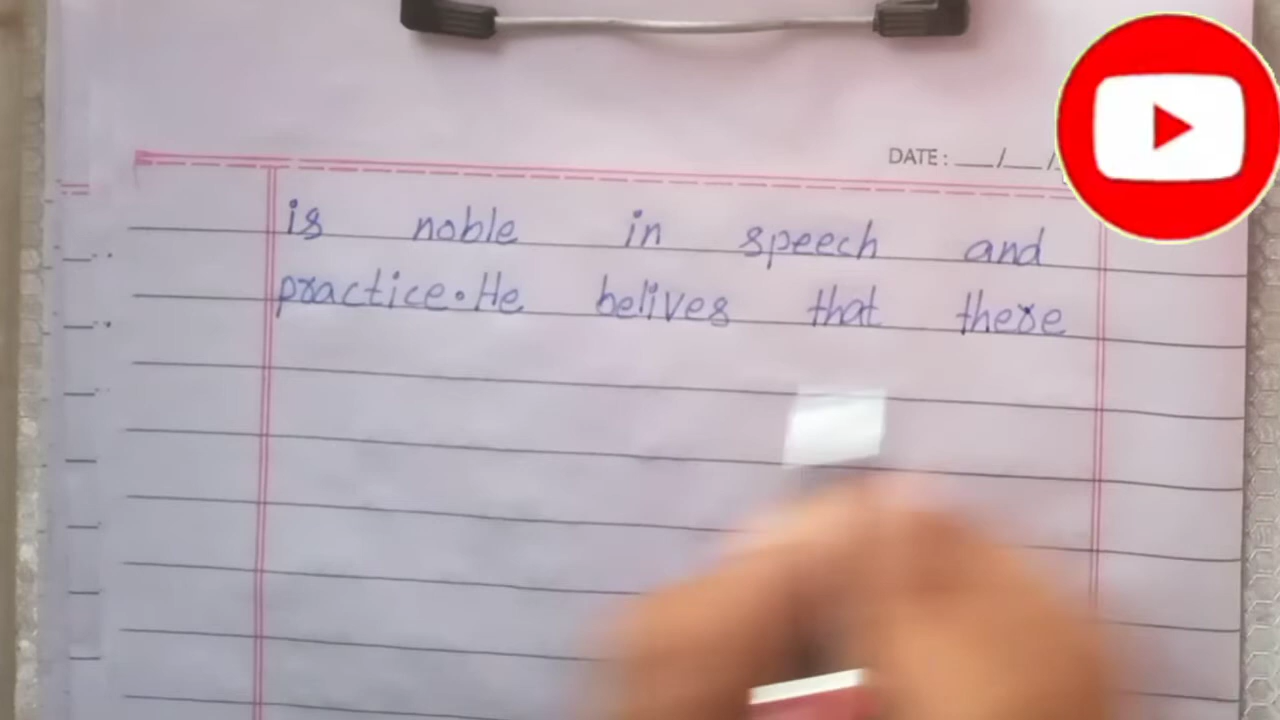 DATE: __/__/
is noble in speech and
practice. He belives that there